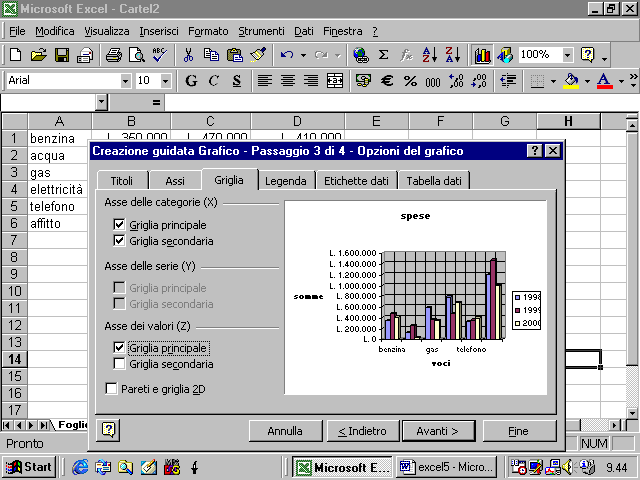 Microsoft Excel - Cartel2
File Modifica Visualizza Inserisci Formato Strumenti Dati Finestra ?
100%
Arial 10 G C S € % 000
=
A B C D E F G H
1 benzina L. 360.000 L. 470.000 L. 410.000
2 acqua
3 gas
4 elettricità
5 telefono
6 affitto
7
8
9
10
11
12
13
14
15
16
17
Creazione guidata Grafico - Passaggio 3 di 4 - Opzioni del grafico
Titoli Assi Griglia Legenda Etichette dati Tabella dati
Asse delle categorie (X)
Griglia principale
Griglia secondaria
Asse delle serie (Y)
Griglia principale
Griglia secondaria
Asse dei valori (Z)
Griglia principale
Griglia secondaria
Pareti e griglia 2D
spese
somme
L. 1.600.000
L. 1.400.000
L. 1.200.000
L. 1.000.000
L. 800.000
L. 600.000
L. 400.000
L. 200.000
L. 0
benzina gas telefono
voci
1998
1999
2000
Annulla < Indietro Avanti > Fine
Foglio
Pronto NUM
Start Microsoft E... excel5 - Micro... 9.44